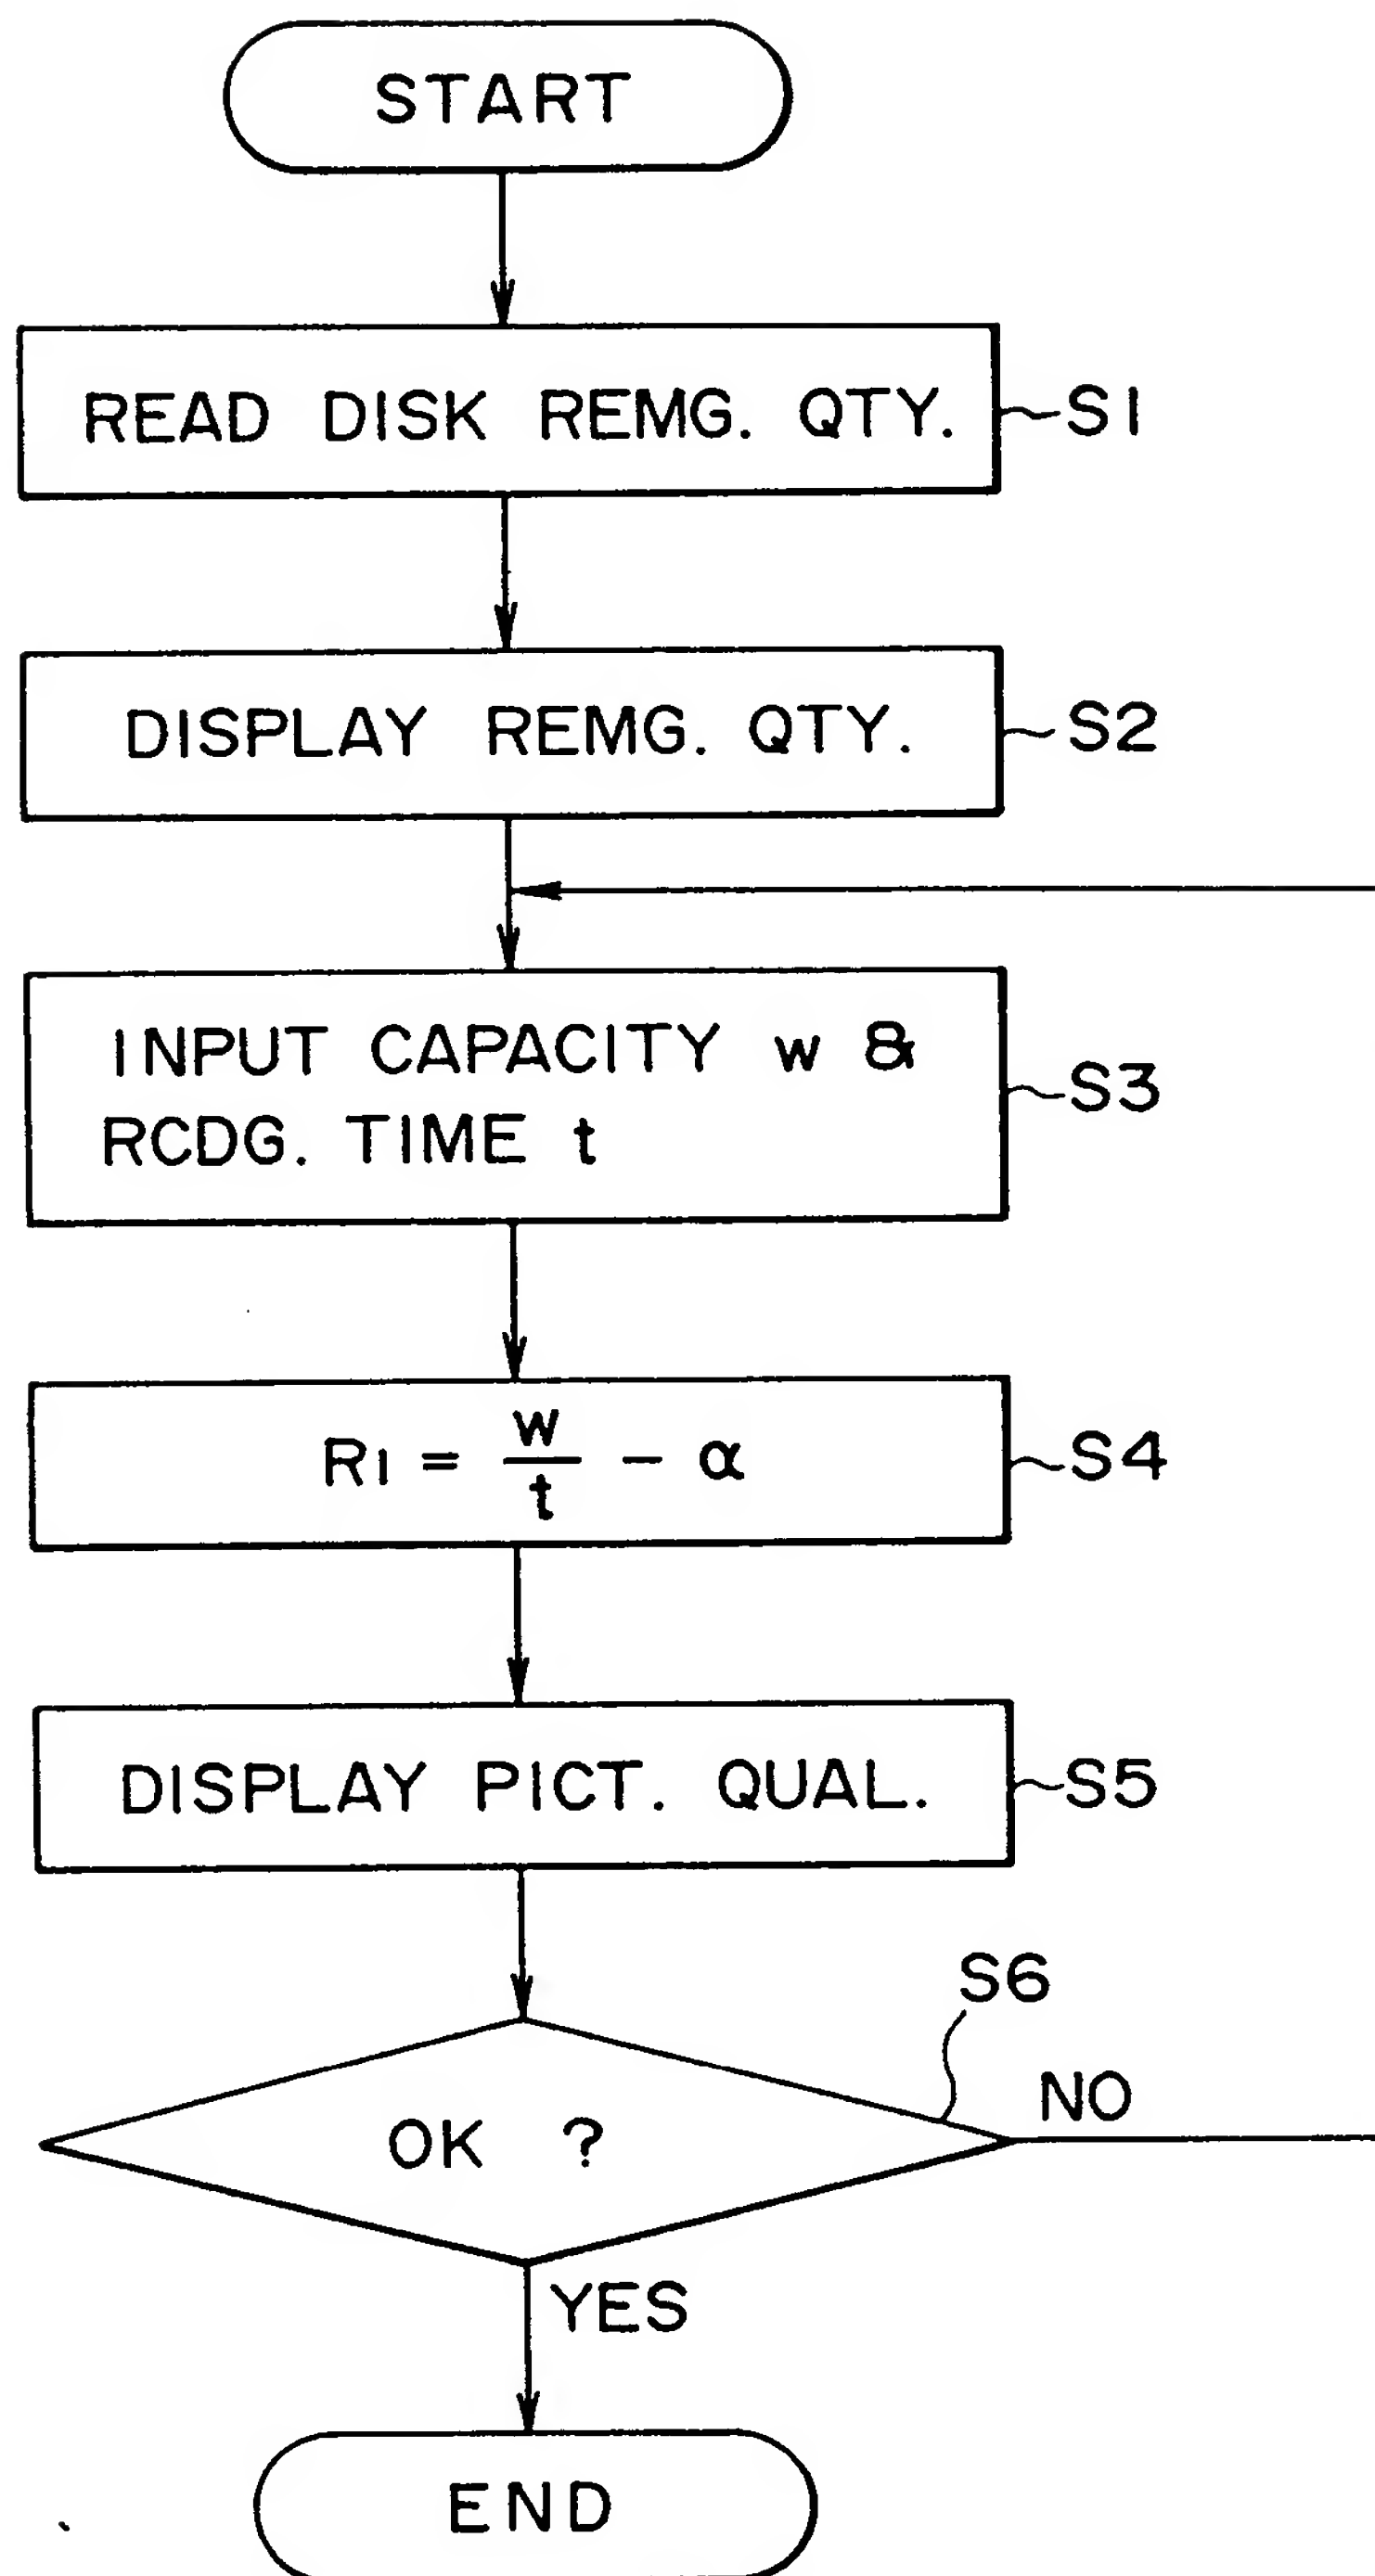 START
READ DISK REMG. QTY.
S1
DISPLAY REMG. QTY.
S2
INPUT CAPACITY w &
RCDG. TIME t
S3
R1 = w/t - α
S4
DISPLAY PICT. QUAL.
S5
S6
OK ?
NO
YES
END